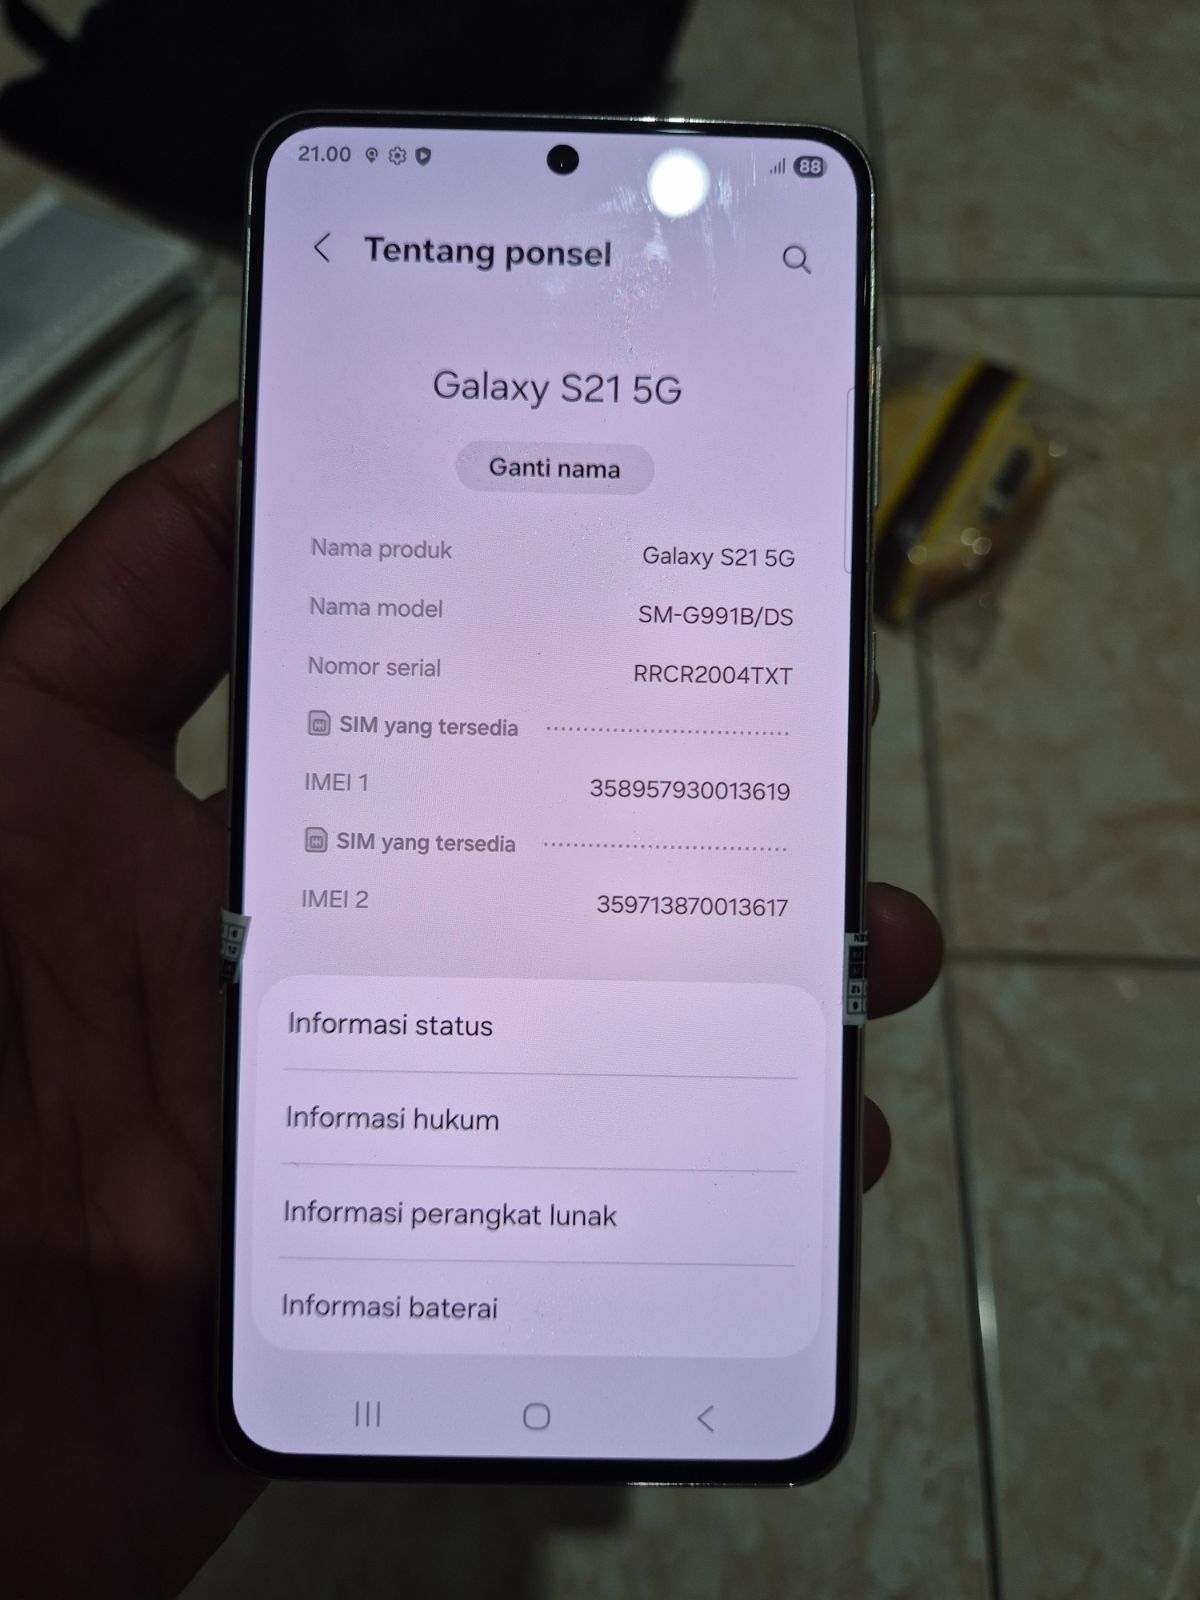 21.00
88
Tentang ponsel
Galaxy S21 5G
Ganti nama
Nama produk Galaxy S21 5G
Nama model SM-G991B/DS
Nomor serial RRCR2004TXT
SIM yang tersedia
IMEI 1 358957930013619
SIM yang tersedia
IMEI 2 359713870013617
Informasi status
Informasi hukum
Informasi perangkat lunak
Informasi baterai